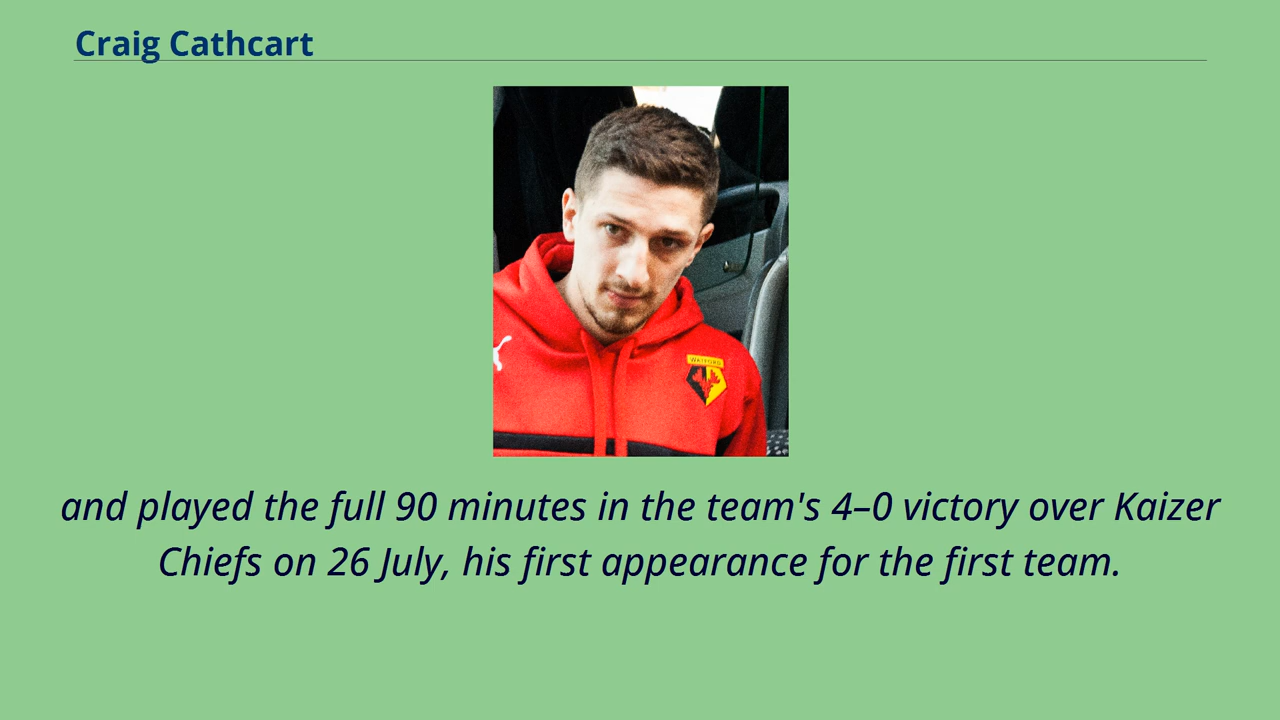 Craig Cathcart
WATFORD
and played the full 90 minutes in the team's 4–0 victory over Kaizer
Chiefs on 26 July, his first appearance for the first team.